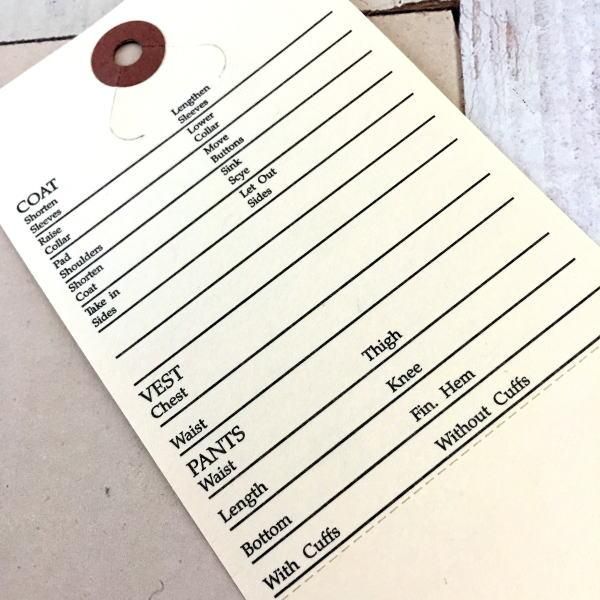 COAT
Shorten Sleeves Lengthen Sleeves
Raise Collar Lower Collar
Pad Shoulders Move Buttons
Shorten Coat Sink Scye
Take in Sides Let Out Sides
VEST
Chest
Waist
PANTS
Waist Thigh
Length Knee
Bottom Fin. Hem
With Cuffs Without Cuffs